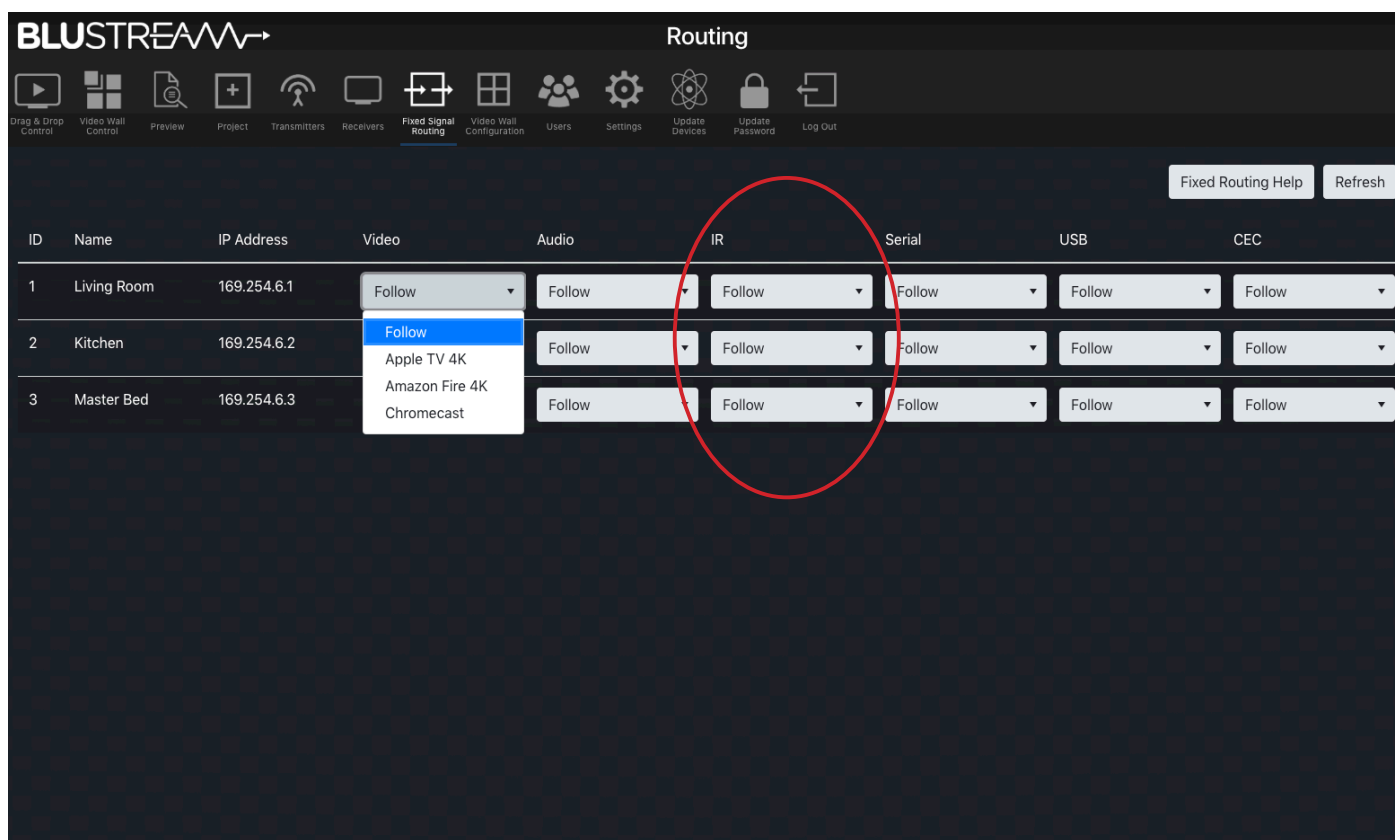 BLUSTREAM
Routing
Drag & Drop Control
Video Wall Control
Preview
Project
Transmitters
Receivers
Fixed Signal Routing
Video Wall Configuration
Users
Settings
Update Devices
Update Password
Log Out
Fixed Routing Help
Refresh
ID Name IP Address Video Audio IR Serial USB CEC
1 Living Room 169.254.6.1 Follow Follow Follow Follow Follow Follow
Follow
2 Kitchen 169.254.6.2 Follow Follow Follow Follow Follow
Apple TV 4K
Amazon Fire 4K
3 Master Bed 169.254.6.3 Follow Follow Follow Follow Follow
Chromecast